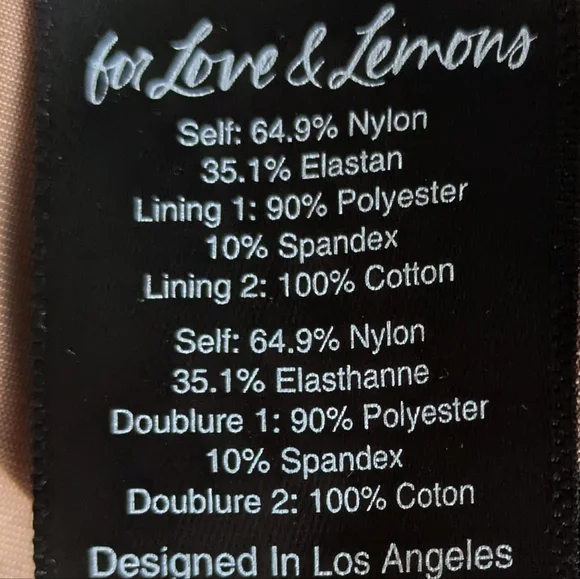 for Love & Lemons
Self: 64.9% Nylon
35.1% Elastan
Lining 1: 90% Polyester
10% Spandex
Lining 2: 100% Cotton
Self: 64.9% Nylon
35.1% Elasthanne
Doublure 1: 90% Polyester
10% Spandex
Doublure 2: 100% Coton
Designed In Los Angeles